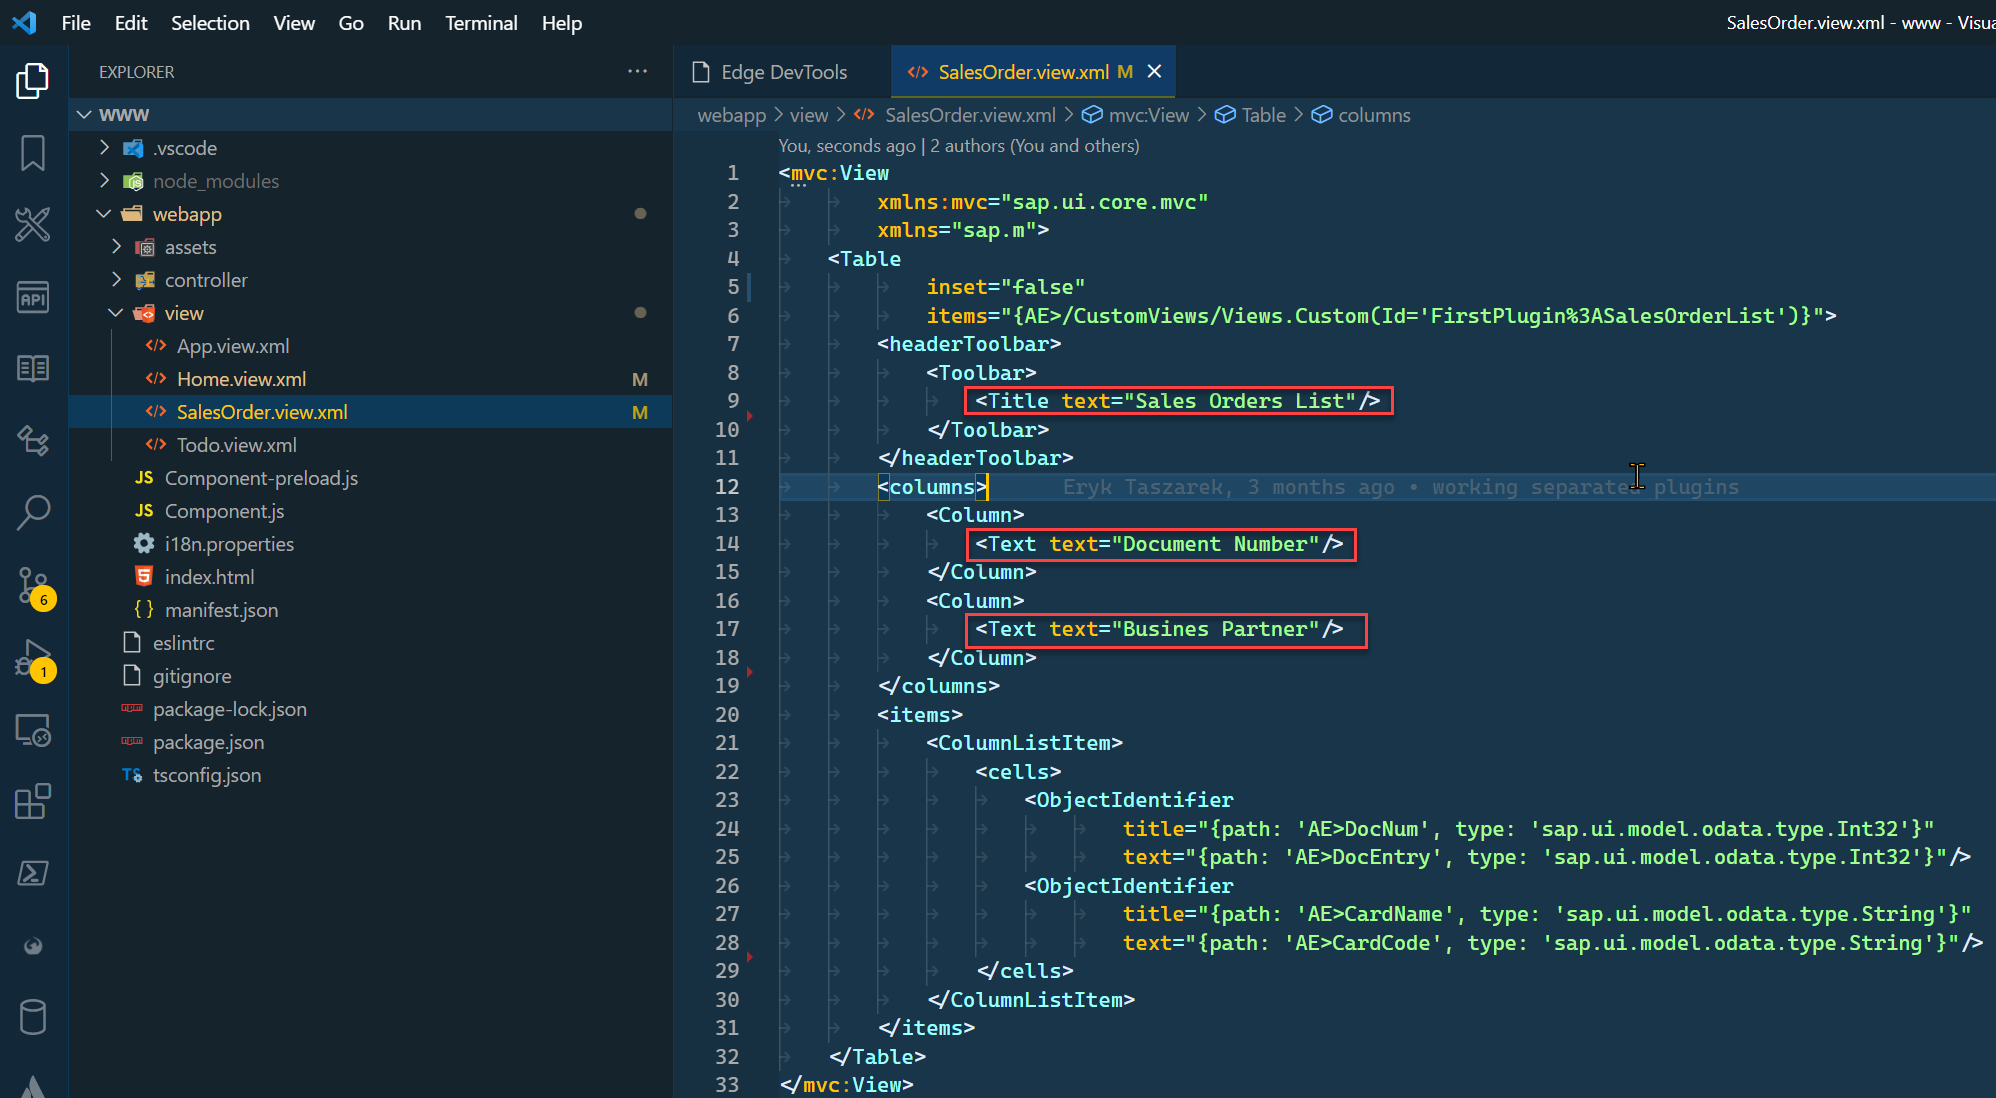 File Edit Selection View Go Run Terminal Help
SalesOrder.view.xml - www - Visua
EXPLORER
WWW
.vscode
node_modules
webapp
assets
controller
view
App.view.xml
Home.view.xml M
SalesOrder.view.xml M
Todo.view.xml
JS Component-preload.js
JS Component.js
i18n.properties
index.html
{ } manifest.json
eslintrc
gitignore
package-lock.json
package.json
TS tsconfig.json
API
6
1
Edge DevTools
SalesOrder.view.xml M
webapp > view > SalesOrder.view.xml > mvc:View > Table > columns
You, seconds ago | 2 authors (You and others)
1 <mvc:View
2 xmlns:mvc="sap.ui.core.mvc"
3 xmlns="sap.m">
4 <Table
5 inset="false"
6 items="{AE>/CustomViews/Views.Custom(Id='FirstPlugin%3ASalesOrderList')}">
7 <headerToolbar>
8 <Toolbar>
9 <Title text="Sales Orders List"/>
10 </Toolbar>
11 </headerToolbar>
12 <columns> Eryk Taszarek, 3 months ago • working separated plugins
13 <Column>
14 <Text text="Document Number"/>
15 </Column>
16 <Column>
17 <Text text="Busines Partner"/>
18 </Column>
19 </columns>
20 <items>
21 <ColumnListItem>
22 <cells>
23 <ObjectIdentifier
24 title="{path: 'AE>DocNum', type: 'sap.ui.model.odata.type.Int32'}"
25 text="{path: 'AE>DocEntry', type: 'sap.ui.model.odata.type.Int32'}"/>
26 <ObjectIdentifier
27 title="{path: 'AE>CardName', type: 'sap.ui.model.odata.type.String'}"
28 text="{path: 'AE>CardCode', type: 'sap.ui.model.odata.type.String'}"/>
29 </cells>
30 </ColumnListItem>
31 </items>
32 </Table>
33 </mvc:View>